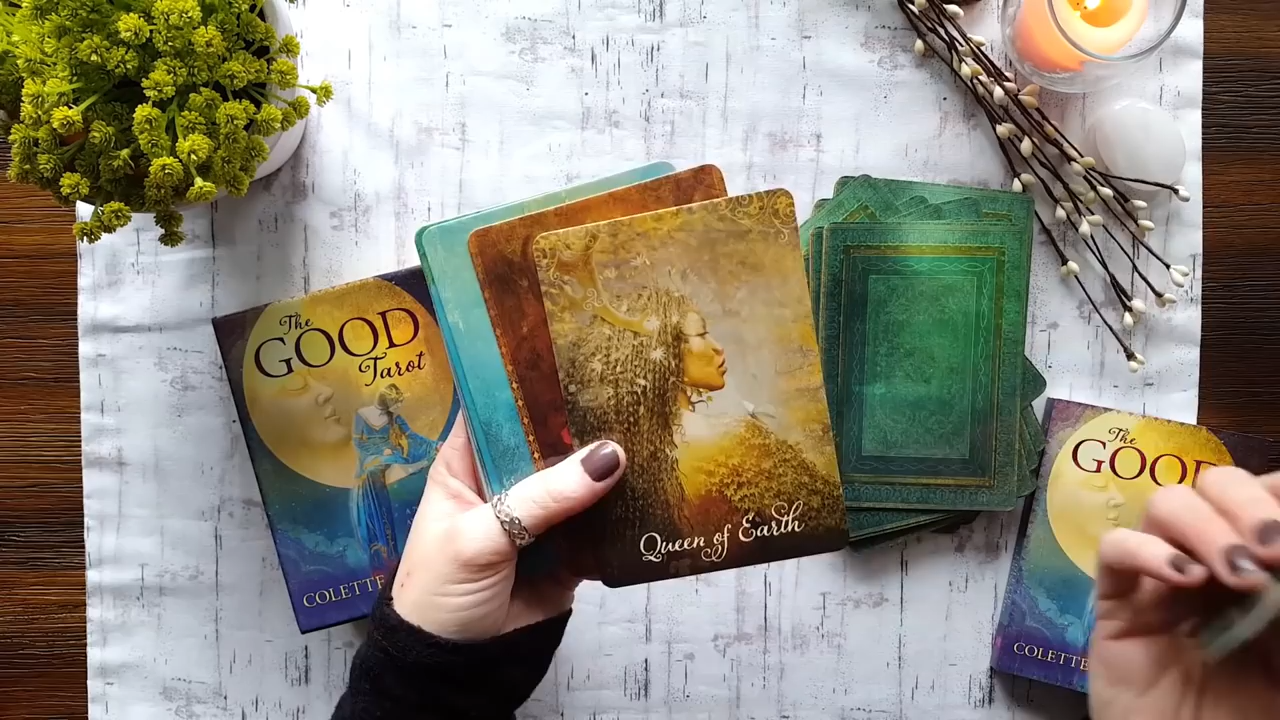 The
GOOD
Tarot
COLETTE
Queen of Earth
The
GOOD
COLETTE